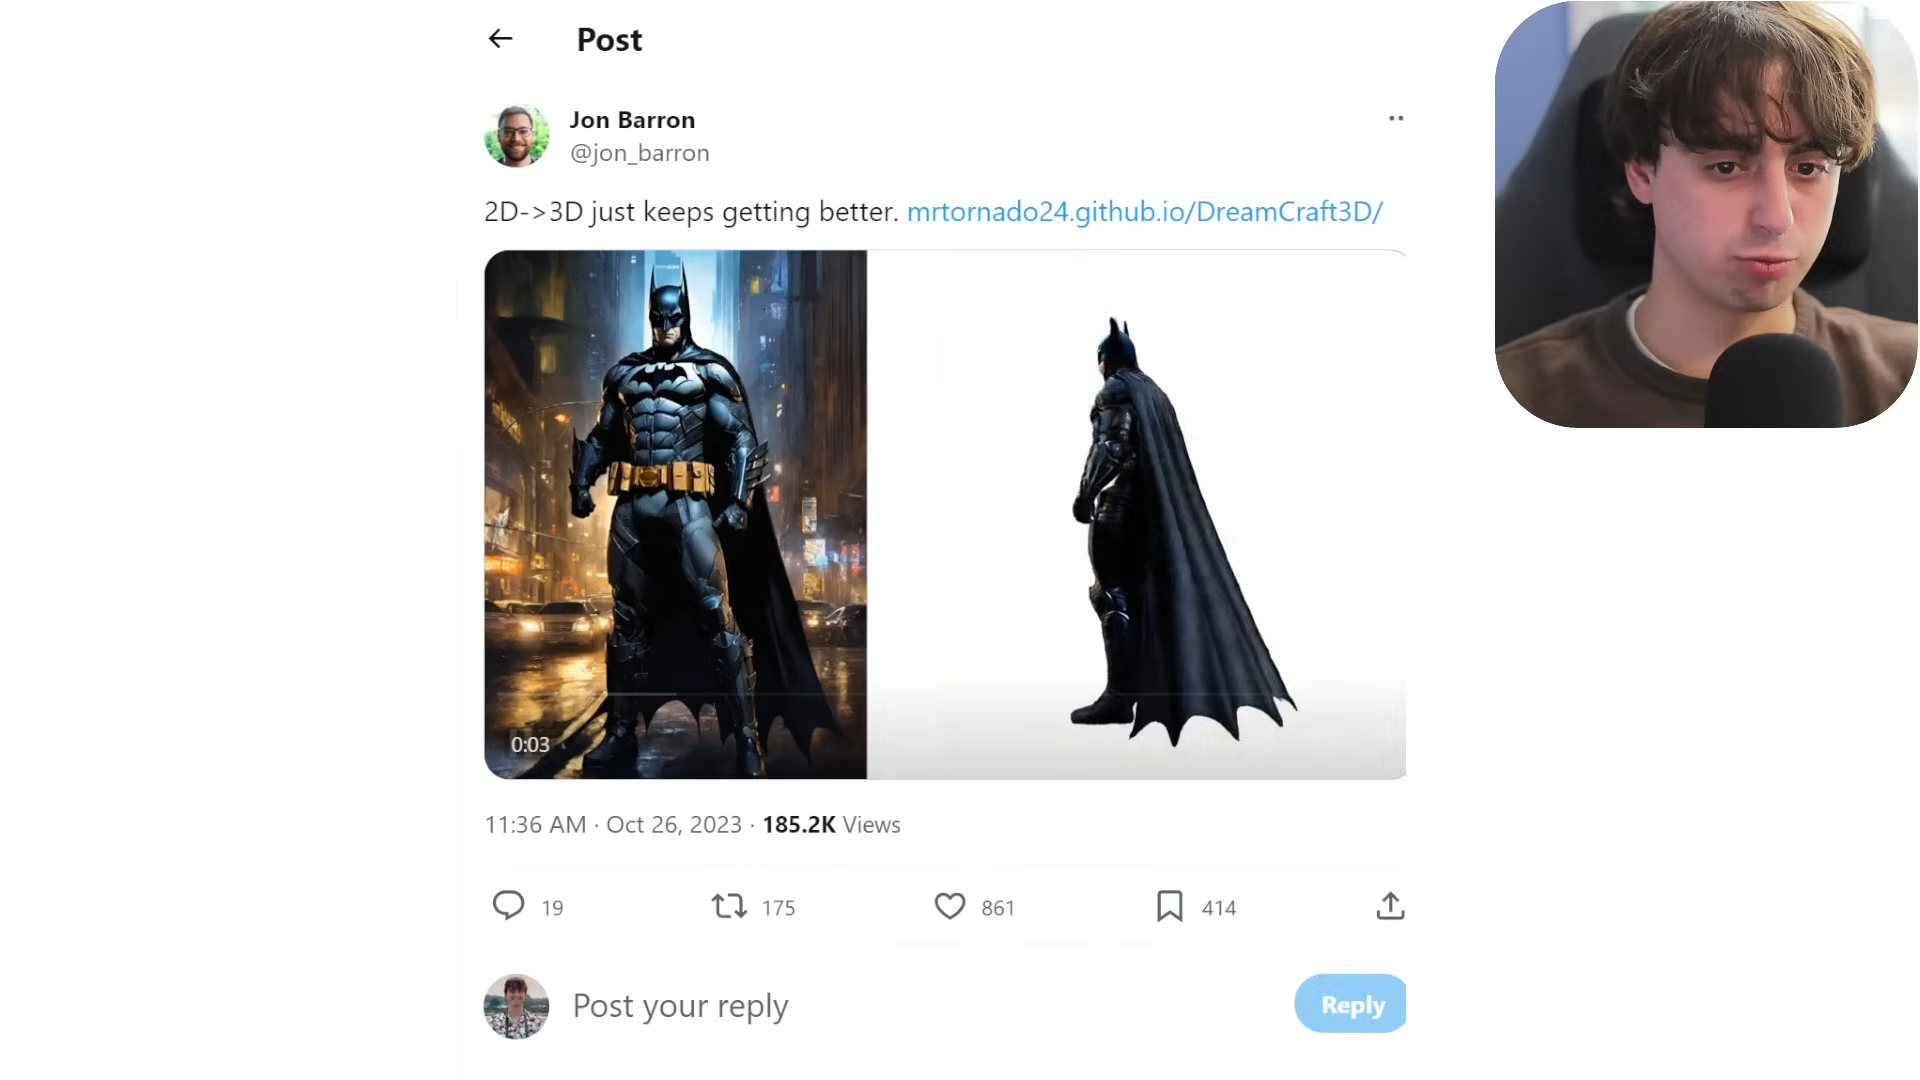 Post
Jon Barron
@jon_barron
2D->3D just keeps getting better. mrtornado24.github.io/DreamCraft3D/
0:03
11:36 AM · Oct 26, 2023 · 185.2K Views
19 175 861 414
Post your reply
Reply